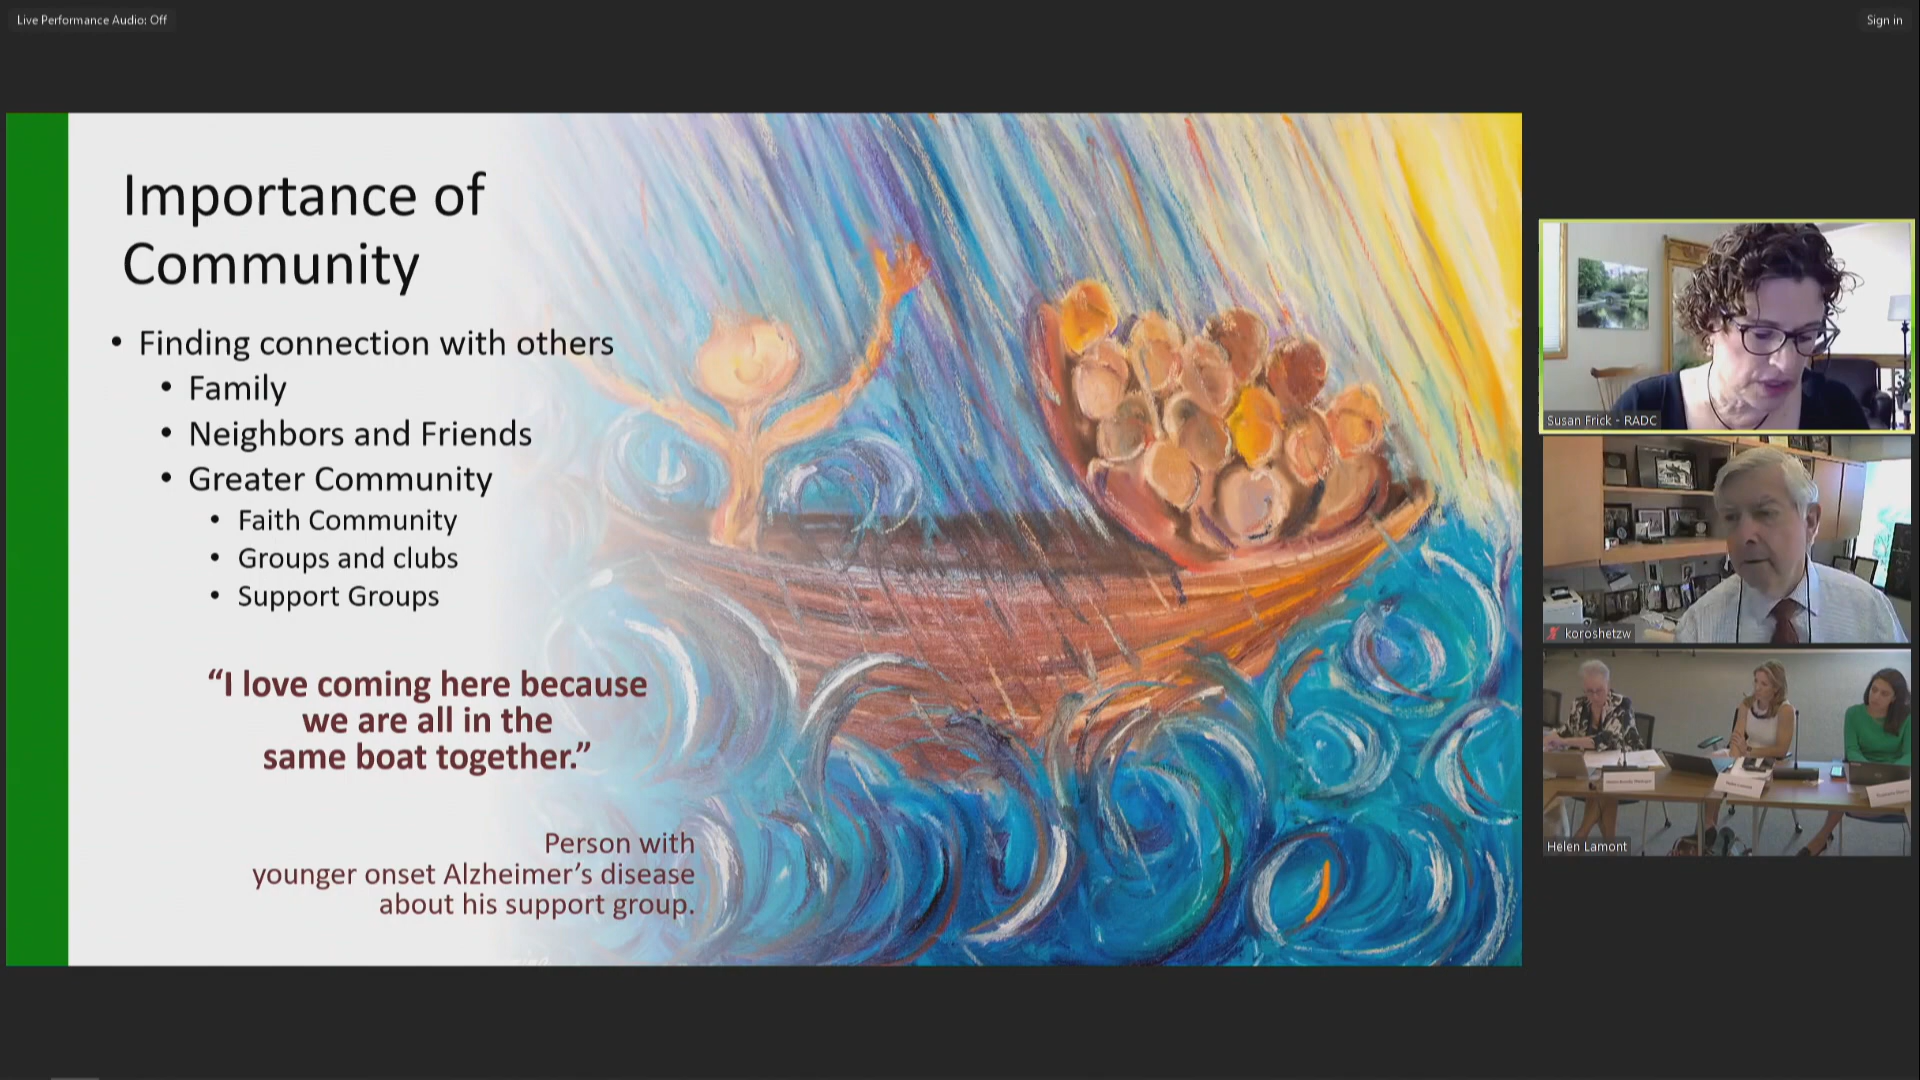 Live Performance Audio: Off
Sign in
Importance of
Community
• Finding connection with others
• Family
• Neighbors and Friends
• Greater Community
• Faith Community
• Groups and clubs
• Support Groups
“I love coming here because
we are all in the
same boat together.”
Person with
younger onset Alzheimer’s disease
about his support group.
Susan Frick - RADC
koroshetzw
Helen Lamont